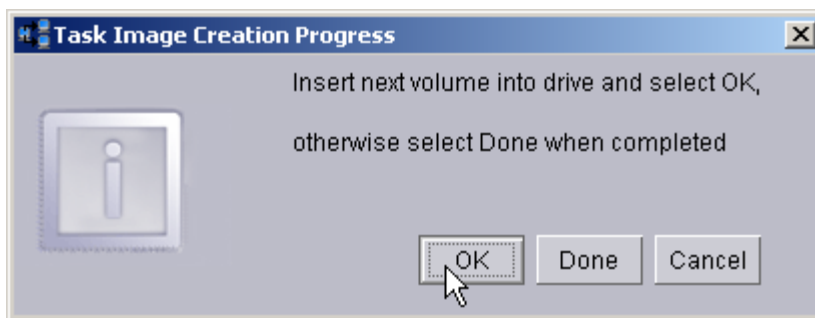 Task Image Creation Progress
Insert next volume into drive and select OK,
otherwise select Done when completed
OK Done Cancel